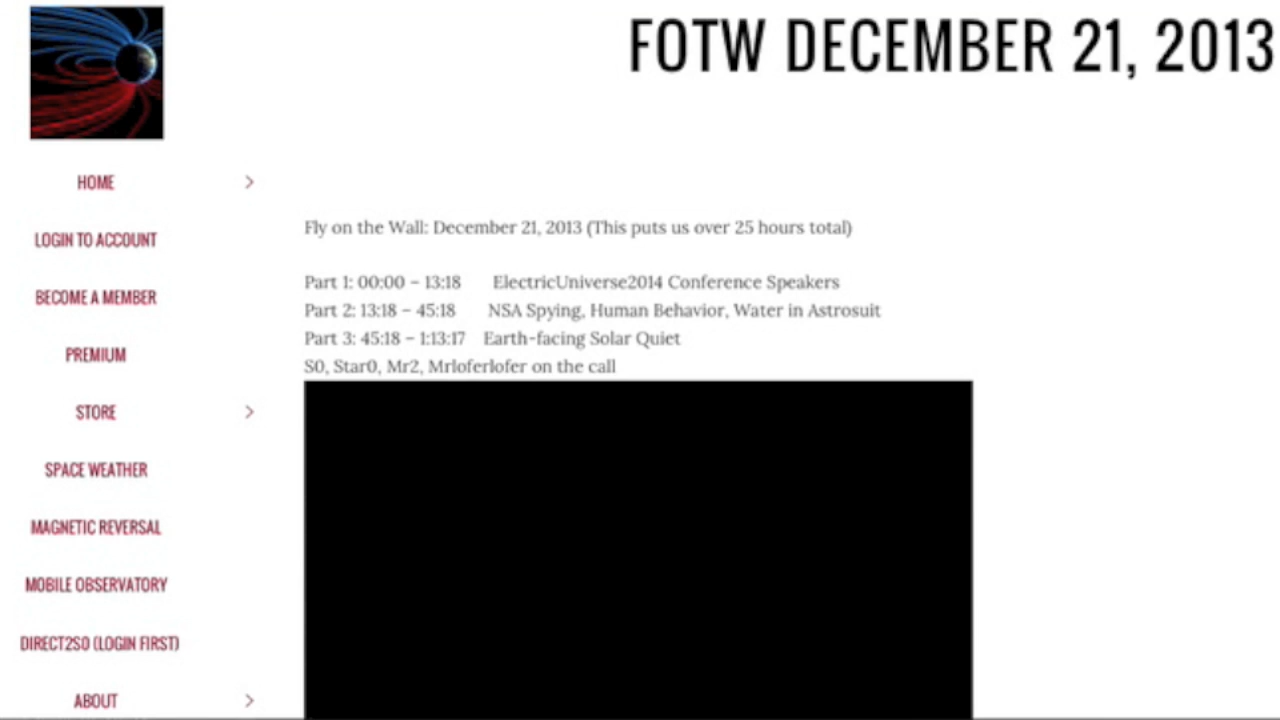 FOTW DECEMBER 21, 2013
HOME
LOGIN TO ACCOUNT
BECOME A MEMBER
PREMIUM
STORE
SPACE WEATHER
MAGNETIC REVERSAL
MOBILE OBSERVATORY
DIRECT2S0 (LOGIN FIRST)
ABOUT
Fly on the Wall: December 21, 2013 (This puts us over 25 hours total)
Part 1: 00:00 – 13:18 ElectricUniverse2014 Conference Speakers
Part 2: 13:18 – 45:18 NSA Spying, Human Behavior, Water in Astrosuit
Part 3: 45:18 – 1:13:17 Earth-facing Solar Quiet
S0, Star0, Mr2, Mrloferlofer on the call